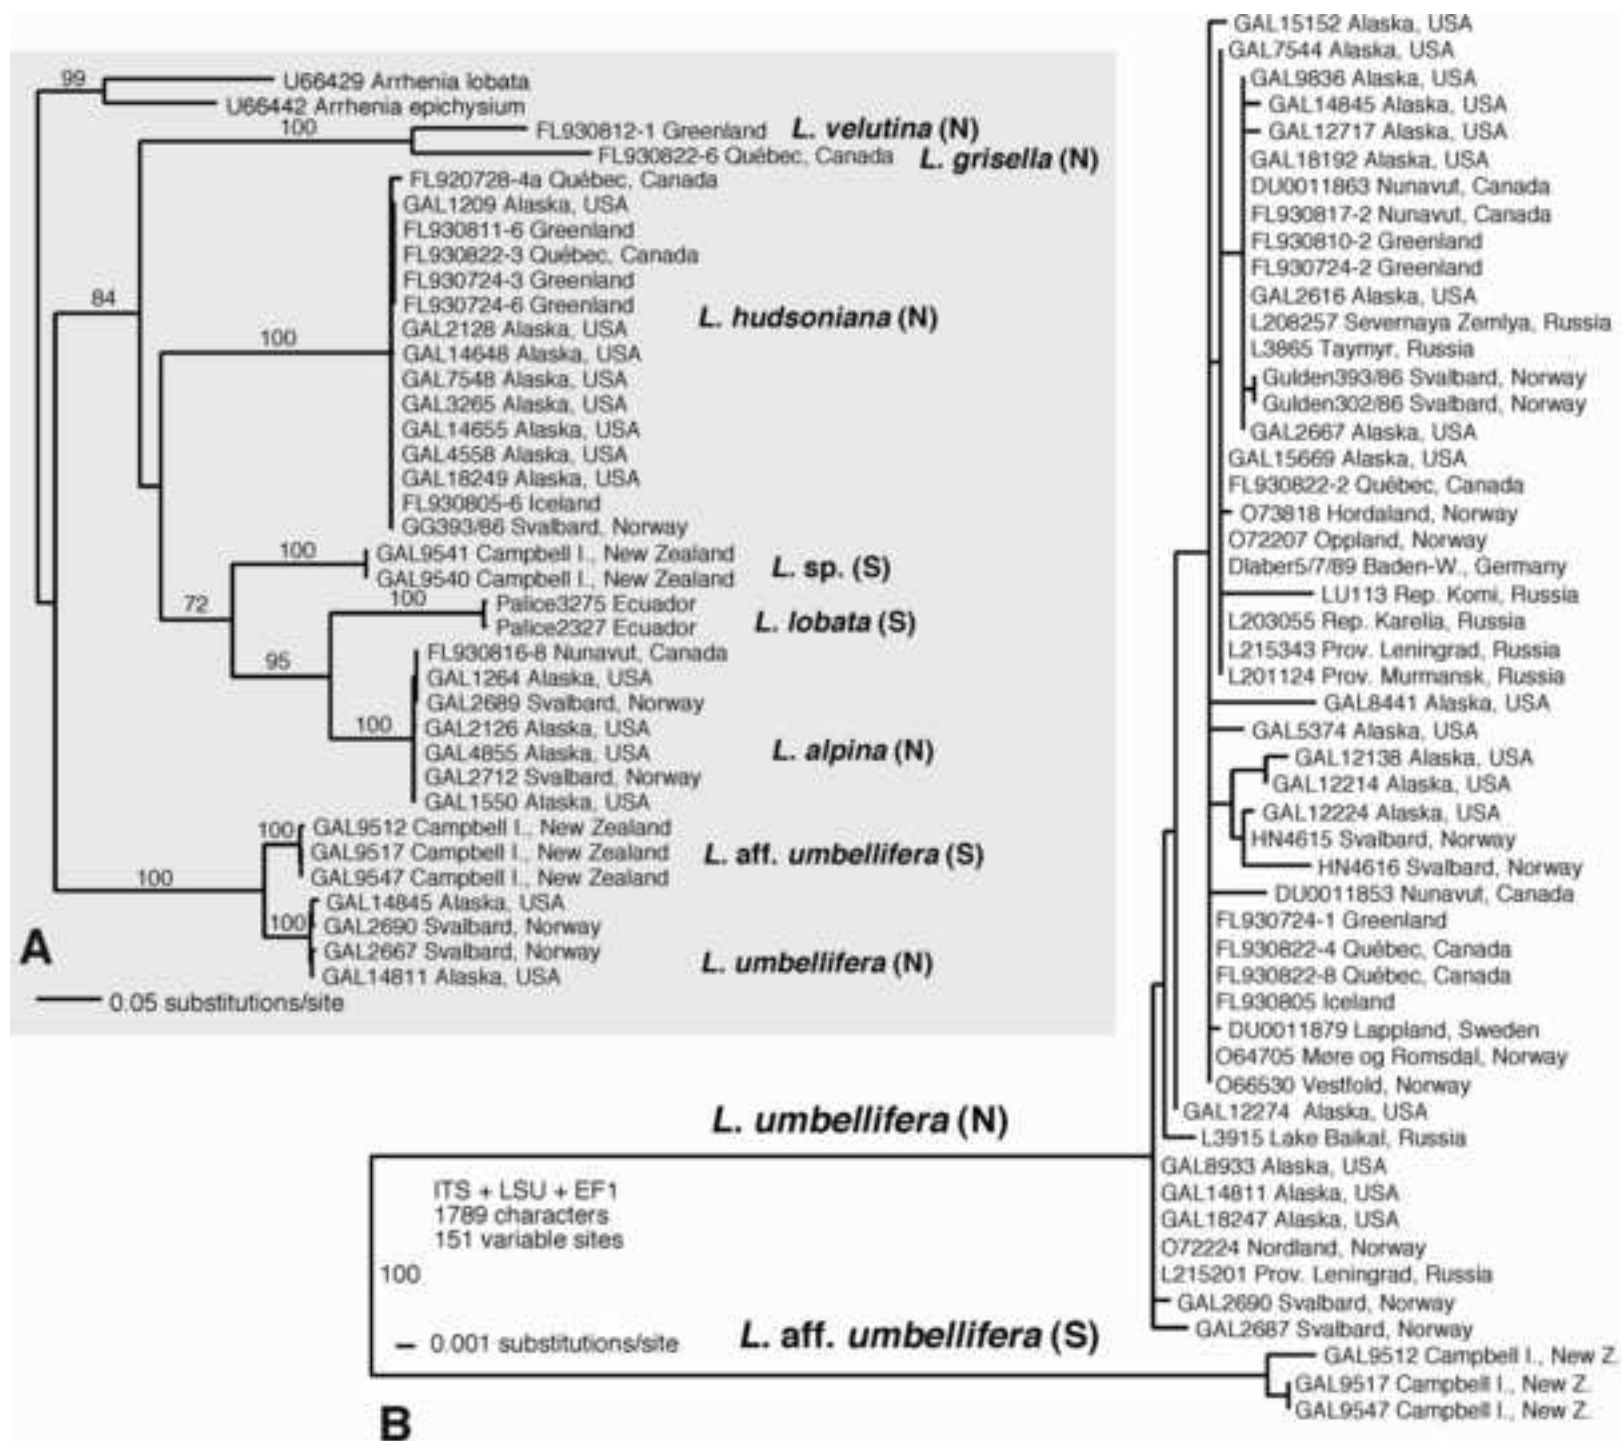 99
U66429 Arrhenia lobata
U66442 Arrhenia epichysium
100
FL930812-1 Greenland L. velutina (N)
FL930822-6 Québec, Canada L. grisella (N)
FL920728-4a Québec, Canada
GAL1209 Alaska, USA
FL930811-6 Greenland
FL930822-3 Québec, Canada
FL930724-3 Greenland
84
FL930724-6 Greenland
L. hudsoniana (N)
GAL2128 Alaska, USA
100
GAL14648 Alaska, USA
GAL7548 Alaska, USA
GAL3265 Alaska, USA
GAL14655 Alaska, USA
GAL4558 Alaska, USA
GAL18249 Alaska, USA
FL930805-6 Iceland
GG393/86 Svalbard, Norway
100
GAL9541 Campbell I., New Zealand
L. sp. (S)
GAL9540 Campbell I., New Zealand
72
100
Palice3275 Ecuador
L. lobata (S)
Palice2327 Ecuador
95
FL930816-8 Nunavut, Canada
GAL1264 Alaska, USA
GAL2689 Svalbard, Norway
100
GAL2126 Alaska, USA
L. alpina (N)
GAL4855 Alaska, USA
GAL2712 Svalbard, Norway
GAL1550 Alaska, USA
100
GAL9512 Campbell I., New Zealand
GAL9517 Campbell I., New Zealand
L. aff. umbellifera (S)
GAL9547 Campbell I., New Zealand
100
GAL14845 Alaska, USA
100
GAL2690 Svalbard, Norway
GAL2667 Svalbard, Norway
L. umbellifera (N)
GAL14811 Alaska, USA
A
0.05 substitutions/site
GAL15152 Alaska, USA
GAL7544 Alaska, USA
GAL9836 Alaska, USA
GAL14845 Alaska, USA
GAL12717 Alaska, USA
GAL18192 Alaska, USA
DU0011863 Nunavut, Canada
FL930817-2 Nunavut, Canada
FL930810-2 Greenland
FL930724-2 Greenland
GAL2616 Alaska, USA
L208257 Severnaya Zemlya, Russia
L3865 Taymyr, Russia
Gulden393/86 Svalbard, Norway
Gulden302/86 Svalbard, Norway
GAL2667 Alaska, USA
GAL15669 Alaska, USA
FL930822-2 Québec, Canada
O73818 Hordaland, Norway
O72207 Oppland, Norway
Dlaber5/7/89 Baden-W., Germany
LU113 Rep. Komi, Russia
L203055 Rep. Karelia, Russia
L215343 Prov. Leningrad, Russia
L201124 Prov. Murmansk, Russia
GAL8441 Alaska, USA
GAL5374 Alaska, USA
GAL12138 Alaska, USA
GAL12214 Alaska, USA
GAL12224 Alaska, USA
HN4615 Svalbard, Norway
HN4616 Svalbard, Norway
DU0011853 Nunavut, Canada
FL930724-1 Greenland
FL930822-4 Québec, Canada
FL930822-8 Québec, Canada
FL930805 Iceland
DU0011879 Lappland, Sweden
O64705 Møre og Romsdal, Norway
O66530 Vestfold, Norway
GAL12274 Alaska, USA
L3915 Lake Baikal, Russia
GAL8933 Alaska, USA
GAL14811 Alaska, USA
GAL18247 Alaska, USA
O72224 Nordland, Norway
L215201 Prov. Leningrad, Russia
GAL2690 Svalbard, Norway
GAL2687 Svalbard, Norway
GAL9512 Campbell I., New Z.
GAL9517 Campbell I., New Z.
GAL9547 Campbell I., New Z.
L. umbellifera (N)
ITS + LSU + EF1
1789 characters
151 variable sites
100
L. aff. umbellifera (S)
0.001 substitutions/site
B